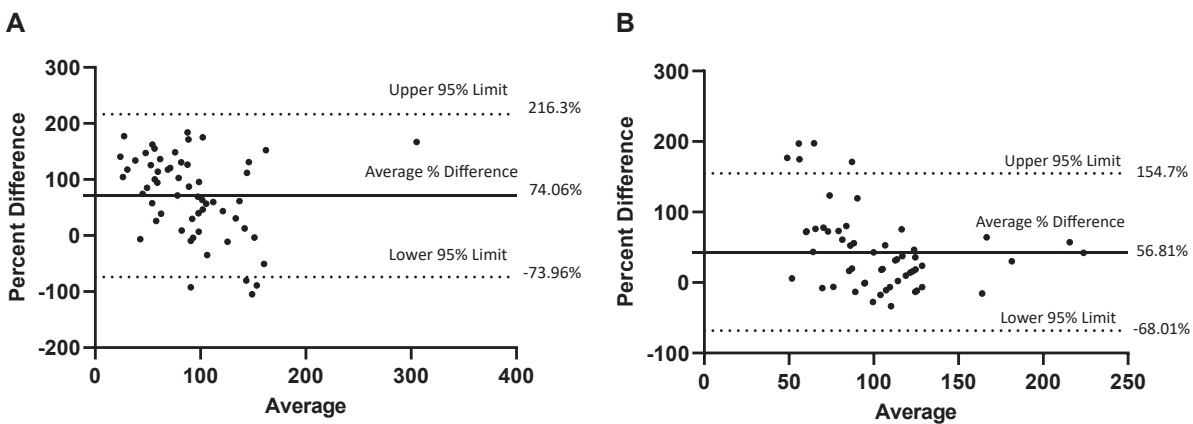 A
300
200
100
0
-100
-200
Percent Difference
Upper 95% Limit
216.3%
Average % Difference
74.06%
Lower 95% Limit
-73.96%
0 100 200 300 400
Average
B
300
200
100
0
-100
Percent Difference
Upper 95% Limit
154.7%
Average % Difference
56.81%
Lower 95% Limit
-68.01%
0 50 100 150 200 250
Average